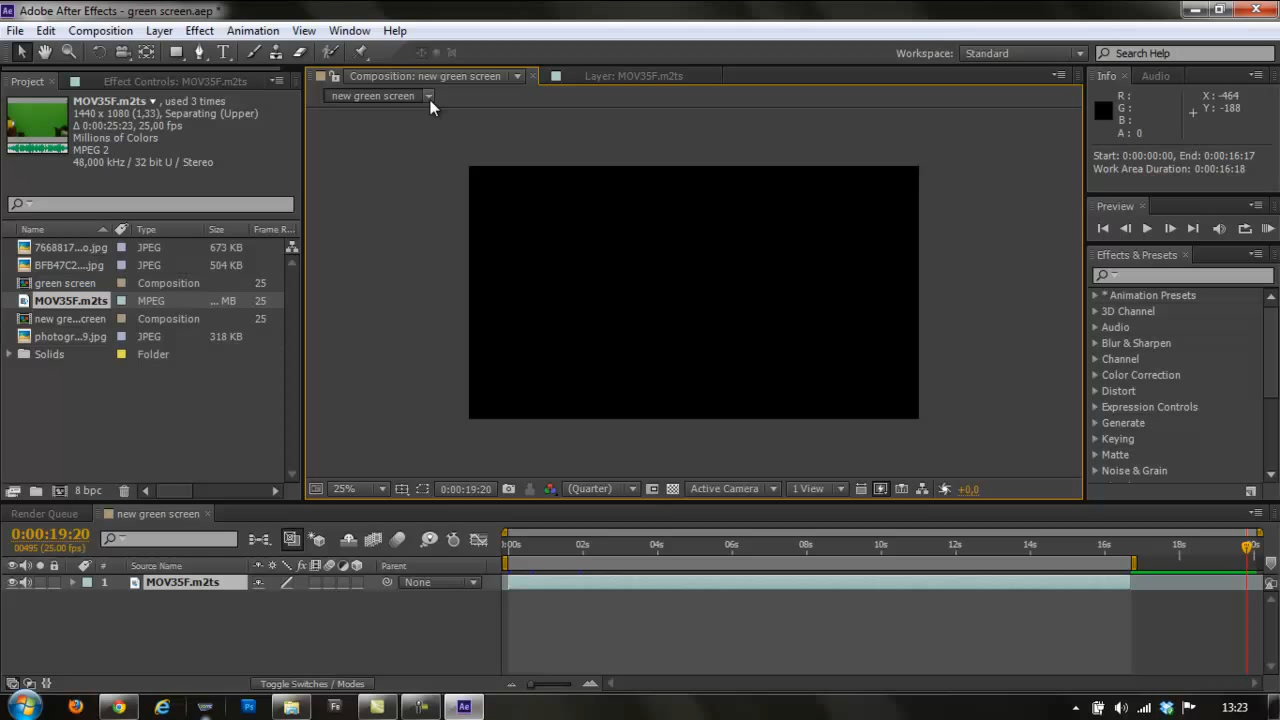 Adobe After Effects - green screen.aep *
File Edit Composition Layer Effect Animation View Window Help
Workspace: Standard Search Help
Project Effect Controls: MOV35F.m2ts
Composition: new green screen Layer: MOV35F.m2ts
Info Audio
new green screen
MOV35F.m2ts , used 3 times
1440 x 1080 (1,33), Separating (Upper)
Δ 0:00:25:23, 25,00 fps
Millions of Colors
MPEG 2
48,000 kHz / 32 bit U / Stereo
R : X : -464
G : Y : -188
B :
A : 0
Start: 0:00:00:00, End: 0:00:16:17
Work Area Duration: 0:00:16:18
Preview
Effects & Presets
Name Type Size Frame R...
7668817...o.jpg JPEG 673 KB
BFB47C2....jpg JPEG 504 KB
green screen Composition 25
MOV35F.m2ts MPEG ... MB 25
new gre...creen Composition 25
photogr...9.jpg JPEG 318 KB
Solids Folder
* Animation Presets
3D Channel
Audio
Blur & Sharpen
Channel
Color Correction
Distort
Expression Controls
Generate
Keying
Matte
Noise & Grain
8 bpc
25% 0:00:19:20 (Quarter) Active Camera 1 View +0,0
Render Queue new green screen
0:00:19:20
00495 (25.00 fps)
:00s 02s 04s 06s 08s 10s 12s 14s 16s 18s
# Source Name Parent
1 MOV35F.m2ts None
Toggle Switches / Modes
Fs Ps Ae 13:23